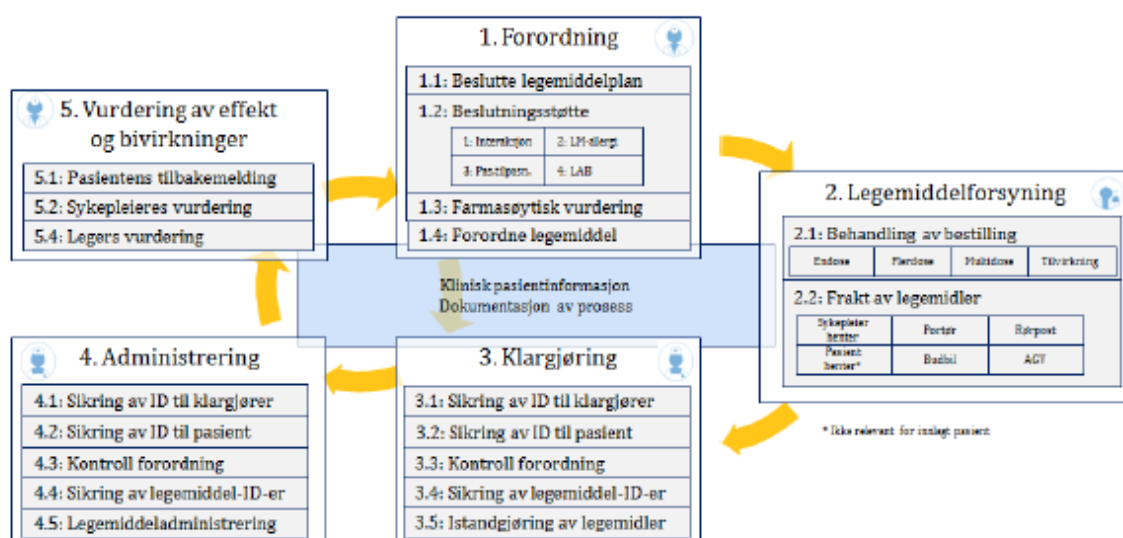 1. Forordning
1.1: Beslutte legemiddelplan
1.2: Beslutningsstøtte
1: Interaksjon
2: LM-allergi
3: Pas.tilpasn.
4: LAB
1.3: Farmasøytisk vurdering
1.4: Forordne legemiddel
5. Vurdering av effekt
og bivirkninger
5.1: Pasientens tilbakemelding
5.2: Sykepleieres vurdering
5.4: Legers vurdering
2. Legemiddelforsyning
2.1: Behandling av bestilling
Endose
Flerdose
Multidose
Tilvirkning
2.2: Frakt av legemidler
Sykepleier
henter
Portør
Rørpost
Pasient
henter*
Budbil
AGV
* Ikke relevant for innlagt pasient
Klinisk pasientinformasjon
Dokumentasjon av prosess
4. Administrering
4.1: Sikring av ID til klargjører
4.2: Sikring av ID til pasient
4.3: Kontroll forordning
4.4: Sikring av legemiddel-ID-er
4.5: Legemiddeladministrering
3. Klargjøring
3.1: Sikring av ID til klargjører
3.2: Sikring av ID til pasient
3.3: Kontroll forordning
3.4: Sikring av legemiddel-ID-er
3.5: Istandgjøring av legemidler